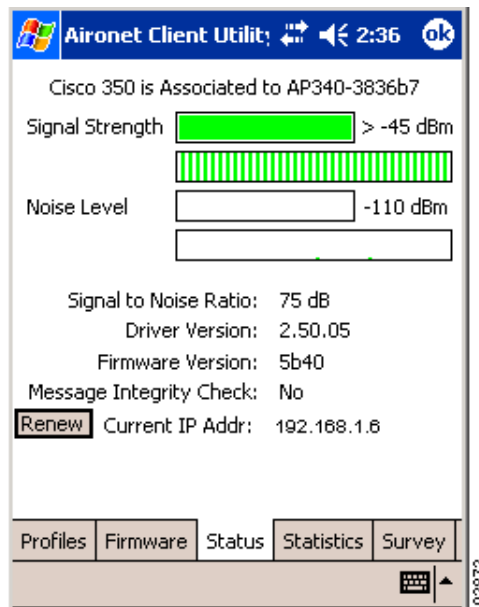 Aironet Client Utilit 2:36 ok
Cisco 350 is Associated to AP340-3836b7
Signal Strength > -45 dBm
Noise Level -110 dBm
Signal to Noise Ratio: 75 dB
Driver Version: 2.50.05
Firmware Version: 5b40
Message Integrity Check: No
Renew Current IP Addr: 192.168.1.6
Profiles Firmware Status Statistics Survey